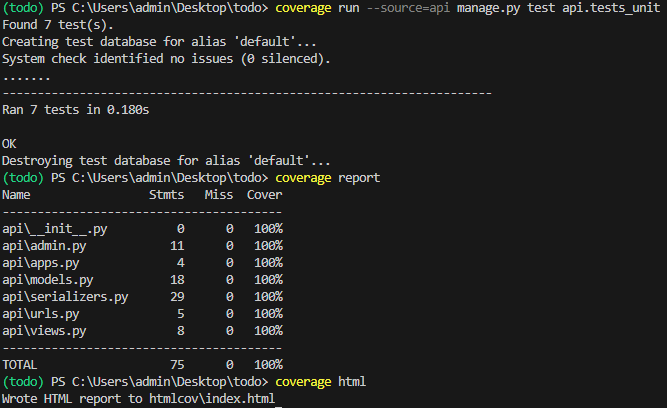 (todo) PS C:\Users\admin\Desktop\todo> coverage run --source=api manage.py test api.tests_unit
Found 7 test(s).
Creating test database for alias 'default'...
System check identified no issues (0 silenced).
.......
----------------------------------------------------------------------
Ran 7 tests in 0.180s

OK
Destroying test database for alias 'default'...
(todo) PS C:\Users\admin\Desktop\todo> coverage report
Name                 Stmts   Miss  Cover
----------------------------------------
api\__init__.py          0      0   100%
api\admin.py            11      0   100%
api\apps.py              4      0   100%
api\models.py           18      0   100%
api\serializers.py      29      0   100%
api\urls.py              5      0   100%
api\views.py             8      0   100%
----------------------------------------
TOTAL                   75      0   100%
(todo) PS C:\Users\admin\Desktop\todo> coverage html
Wrote HTML report to htmlcov\index.html